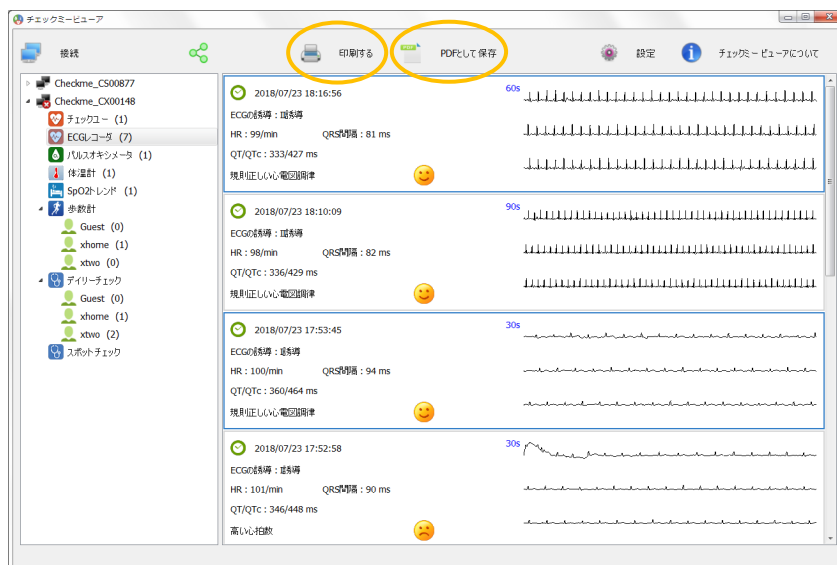 チェックミービューア
接続
印刷する
PDFとして保存
設定
チェックミービューアについて
Checkme_CS00877
Checkme_CX00148
チェックユー (1)
ECGレコーダ (7)
パルスオキシメータ (1)
体温計 (1)
SpO2トレンド (1)
歩数計
Guest (0)
xhome (1)
xtwo (0)
デイリーチェック
Guest (0)
xhome (1)
xtwo (2)
スポットチェック
2018/07/23 18:16:56
60s
ECGの誘導：II誘導
HR : 99/min QRS間隔 : 81 ms
QT/QTc : 333/427 ms
規則正しい心電図調律
2018/07/23 18:10:09
90s
ECGの誘導：II誘導
HR : 98/min QRS間隔 : 82 ms
QT/QTc : 336/429 ms
規則正しい心電図調律
2018/07/23 17:53:45
30s
ECGの誘導：I誘導
HR : 100/min QRS間隔 : 94 ms
QT/QTc : 360/464 ms
規則正しい心電図調律
2018/07/23 17:52:58
30s
ECGの誘導：I誘導
HR : 101/min QRS間隔 : 90 ms
QT/QTc : 346/448 ms
高い心拍数